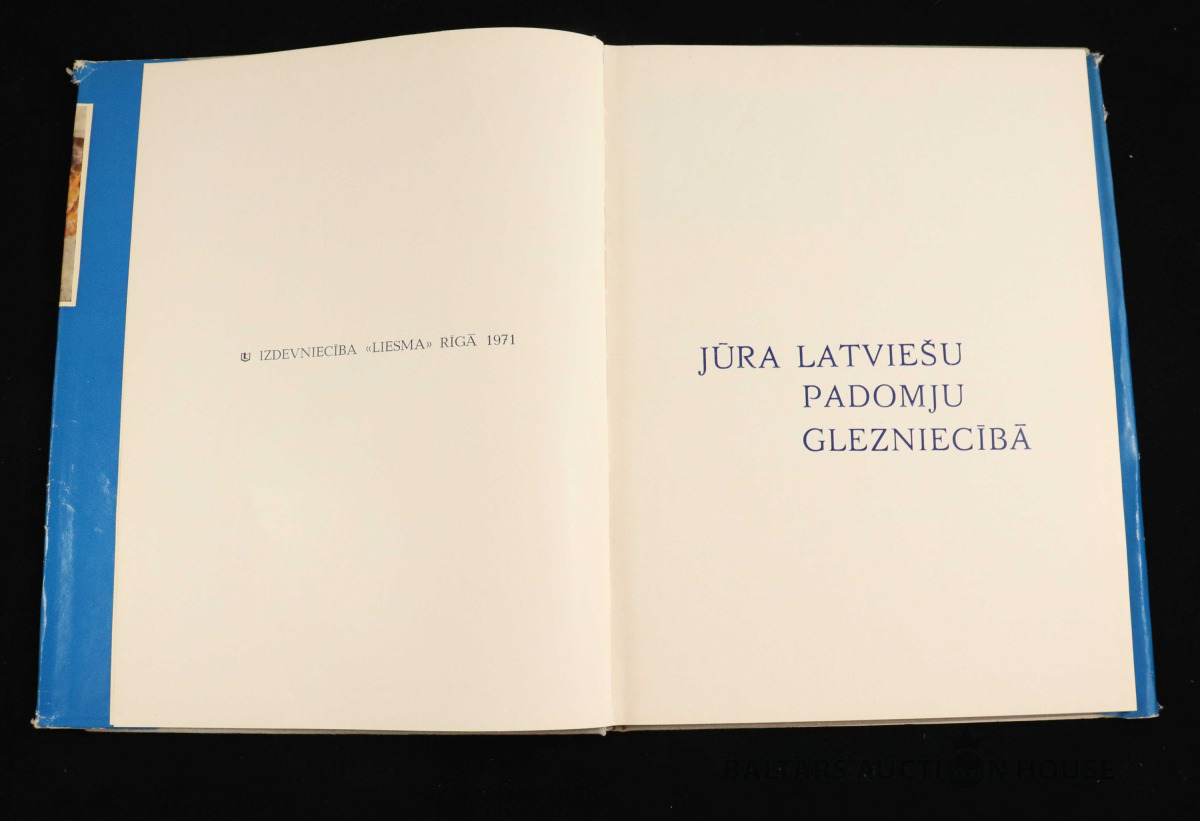 IZDEVNIECĪBA «LIESMA» RĪGĀ 1971
JŪRA LATVIEŠU
PADOMJU
GLEZNIECĪBĀ
BALTARS AUCTION HOUSE